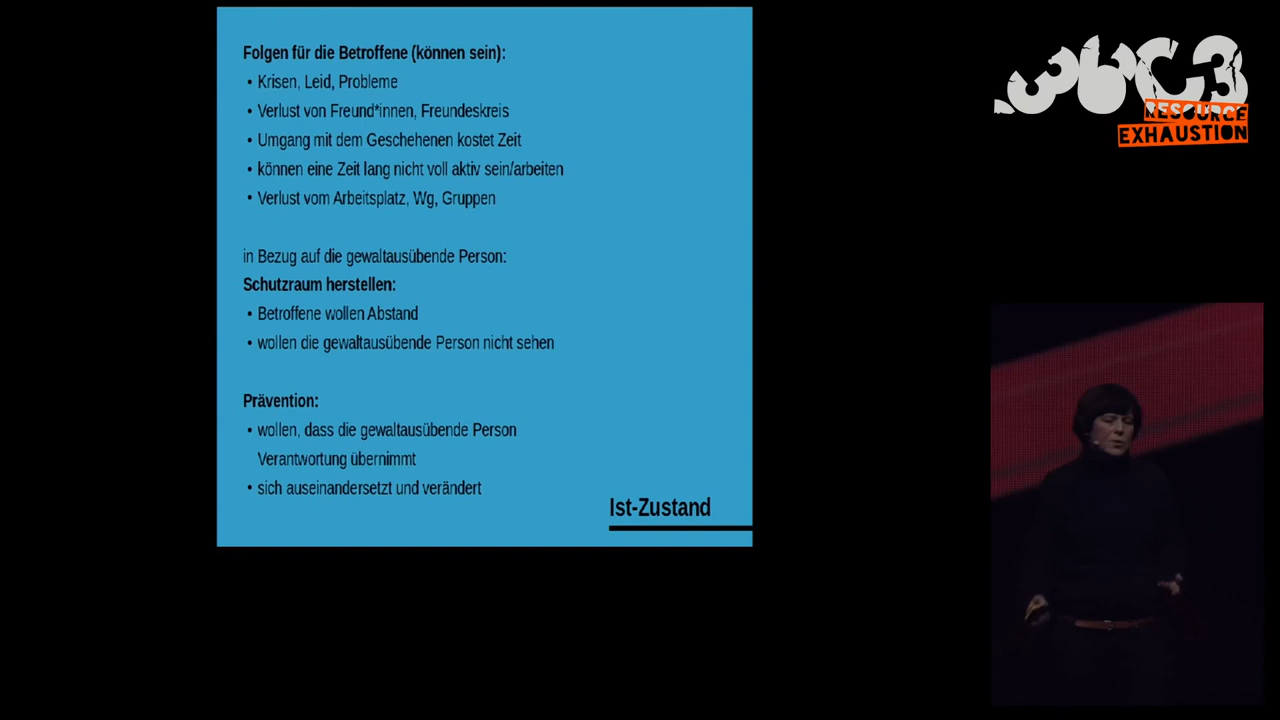 Folgen für die Betroffene (können sein):
• Krisen, Leid, Probleme
• Verlust von Freund*innen, Freundeskreis
• Umgang mit dem Geschehenen kostet Zeit
• können eine Zeit lang nicht voll aktiv sein/arbeiten
• Verlust vom Arbeitsplatz, Wg, Gruppen
in Bezug auf die gewaltausübende Person:
Schutzraum herstellen:
• Betroffene wollen Abstand
• wollen die gewaltausübende Person nicht sehen
Prävention:
• wollen, dass die gewaltausübende Person
Verantwortung übernimmt
• sich auseinandersetzt und verändert
Ist-Zustand
36C3
RESOURCE
EXHAUSTION